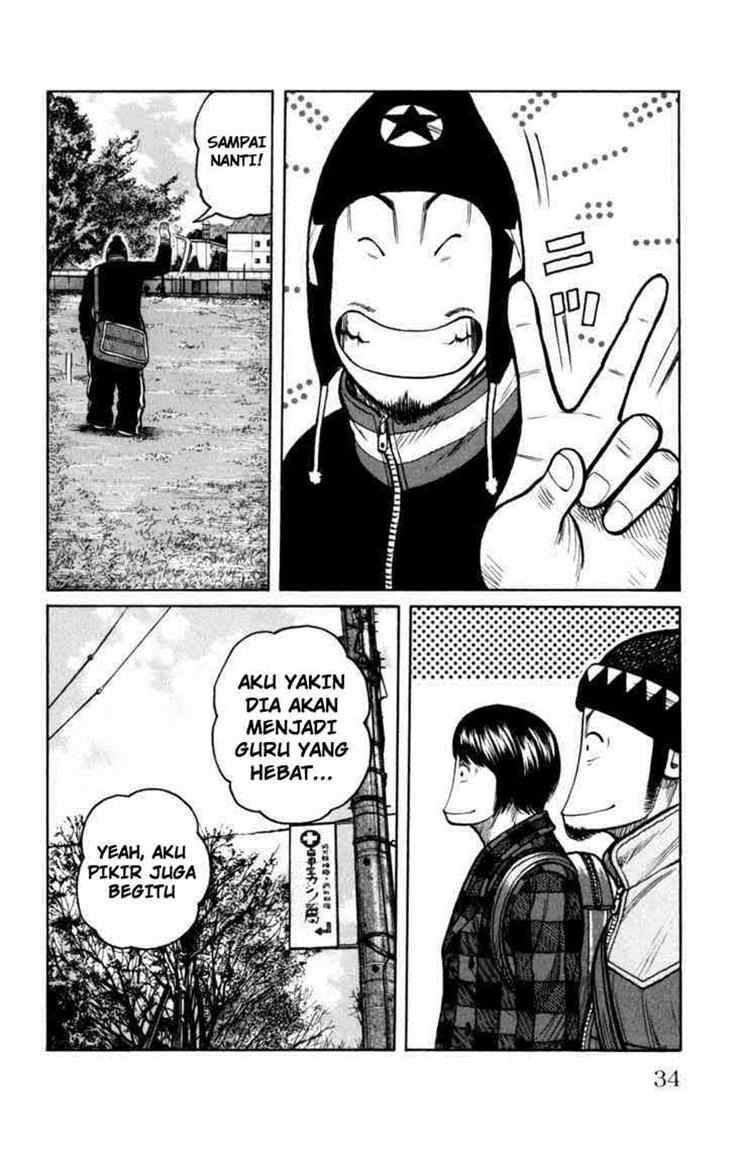 ニッ
SAMPAI
NANTI!
AKU YAKIN
DIA AKAN
MENJADI
GURU YANG
HEBAT...
YEAH, AKU
PIKIR JUGA
BEGITU
34